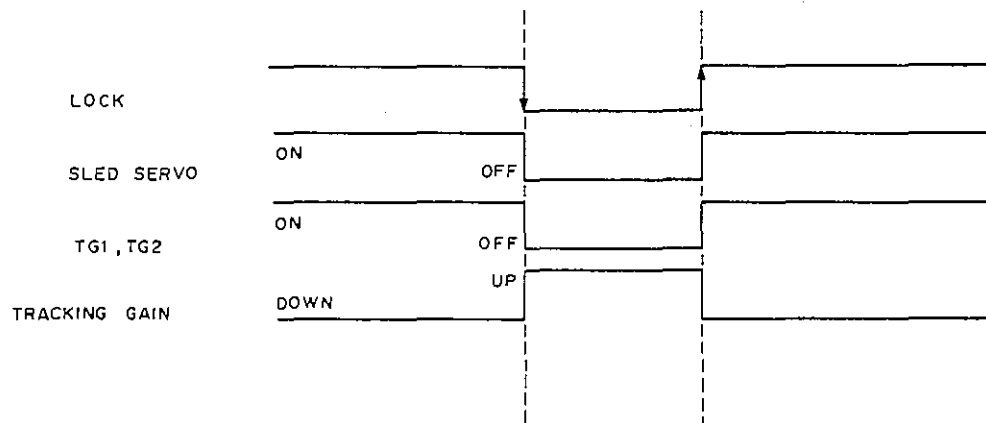 LOCK
ON
SLED SERVO
OFF
ON
TG1, TG2
OFF
UP
DOWN
TRACKING GAIN